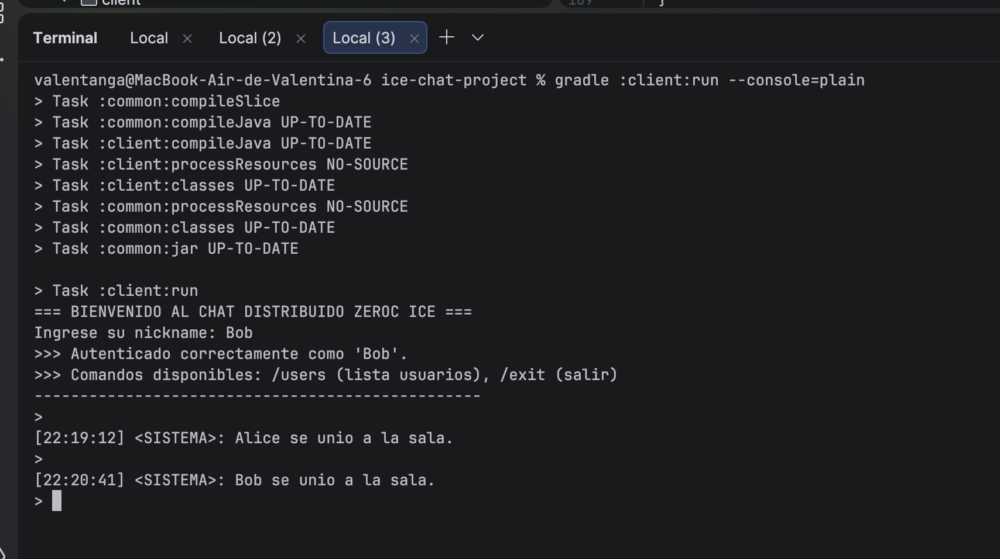 client
169 }
Terminal Local × Local (2) × Local (3) × +
valentanga@MacBook-Air-de-Valentina-6 ice-chat-project % gradle :client:run --console=plain
> Task :common:compileSlice
> Task :common:compileJava UP-TO-DATE
> Task :client:compileJava UP-TO-DATE
> Task :client:processResources NO-SOURCE
> Task :client:classes UP-TO-DATE
> Task :common:processResources NO-SOURCE
> Task :common:classes UP-TO-DATE
> Task :common:jar UP-TO-DATE
> Task :client:run
=== BIENVENIDO AL CHAT DISTRIBUIDO ZEROC ICE ===
Ingrese su nickname: Bob
>>> Autenticado correctamente como 'Bob'.
>>> Comandos disponibles: /users (lista usuarios), /exit (salir)
-------------------------------------------------
>
[22:19:12] <SISTEMA>: Alice se unio a la sala.
>
[22:20:41] <SISTEMA>: Bob se unio a la sala.
>